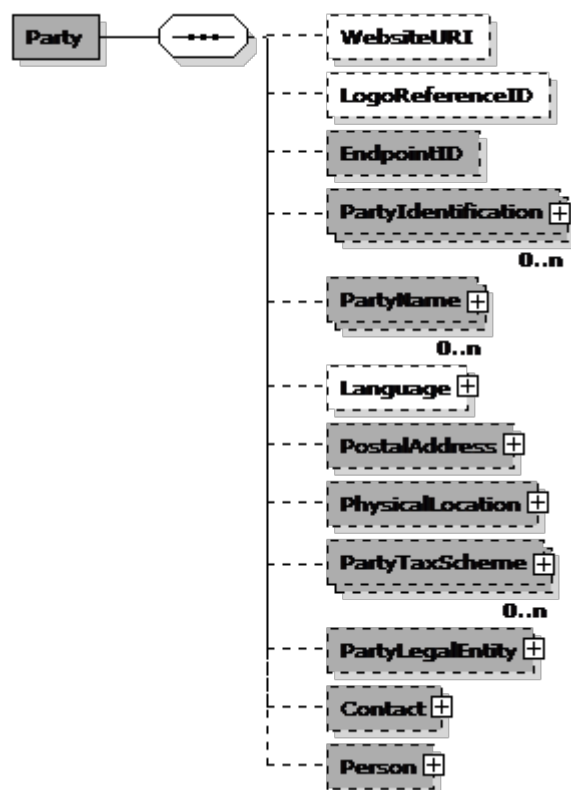 Party
WebsiteURI
LogoReferenceID
EndpointID
PartyIdentification
0..n
PartyName
0..n
Language
PostalAddress
PhysicalLocation
PartyTaxScheme
0..n
PartyLegalEntity
Contact
Person